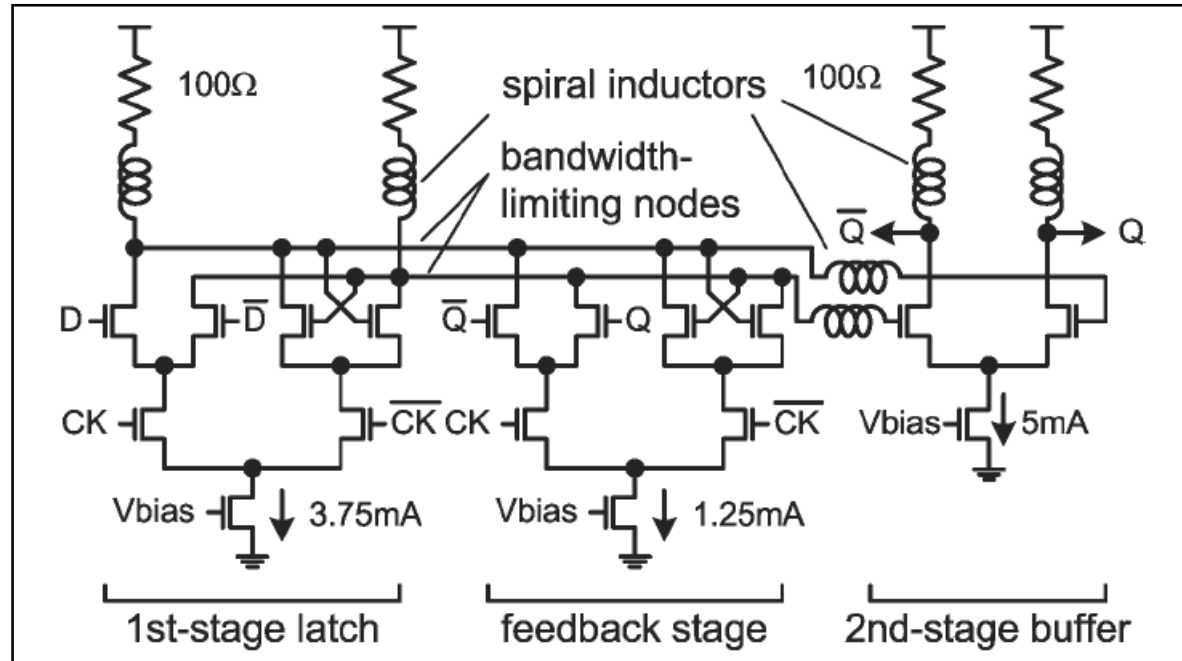 100Ω
spiral inductors
100Ω
bandwidth-
limiting nodes
Q̅
Q
D
D̅
Q̅
Q
CK
C̅K̅
CK
C̅K̅
Vbias
5mA
Vbias
3.75mA
Vbias
1.25mA
1st-stage latch
feedback stage
2nd-stage buffer